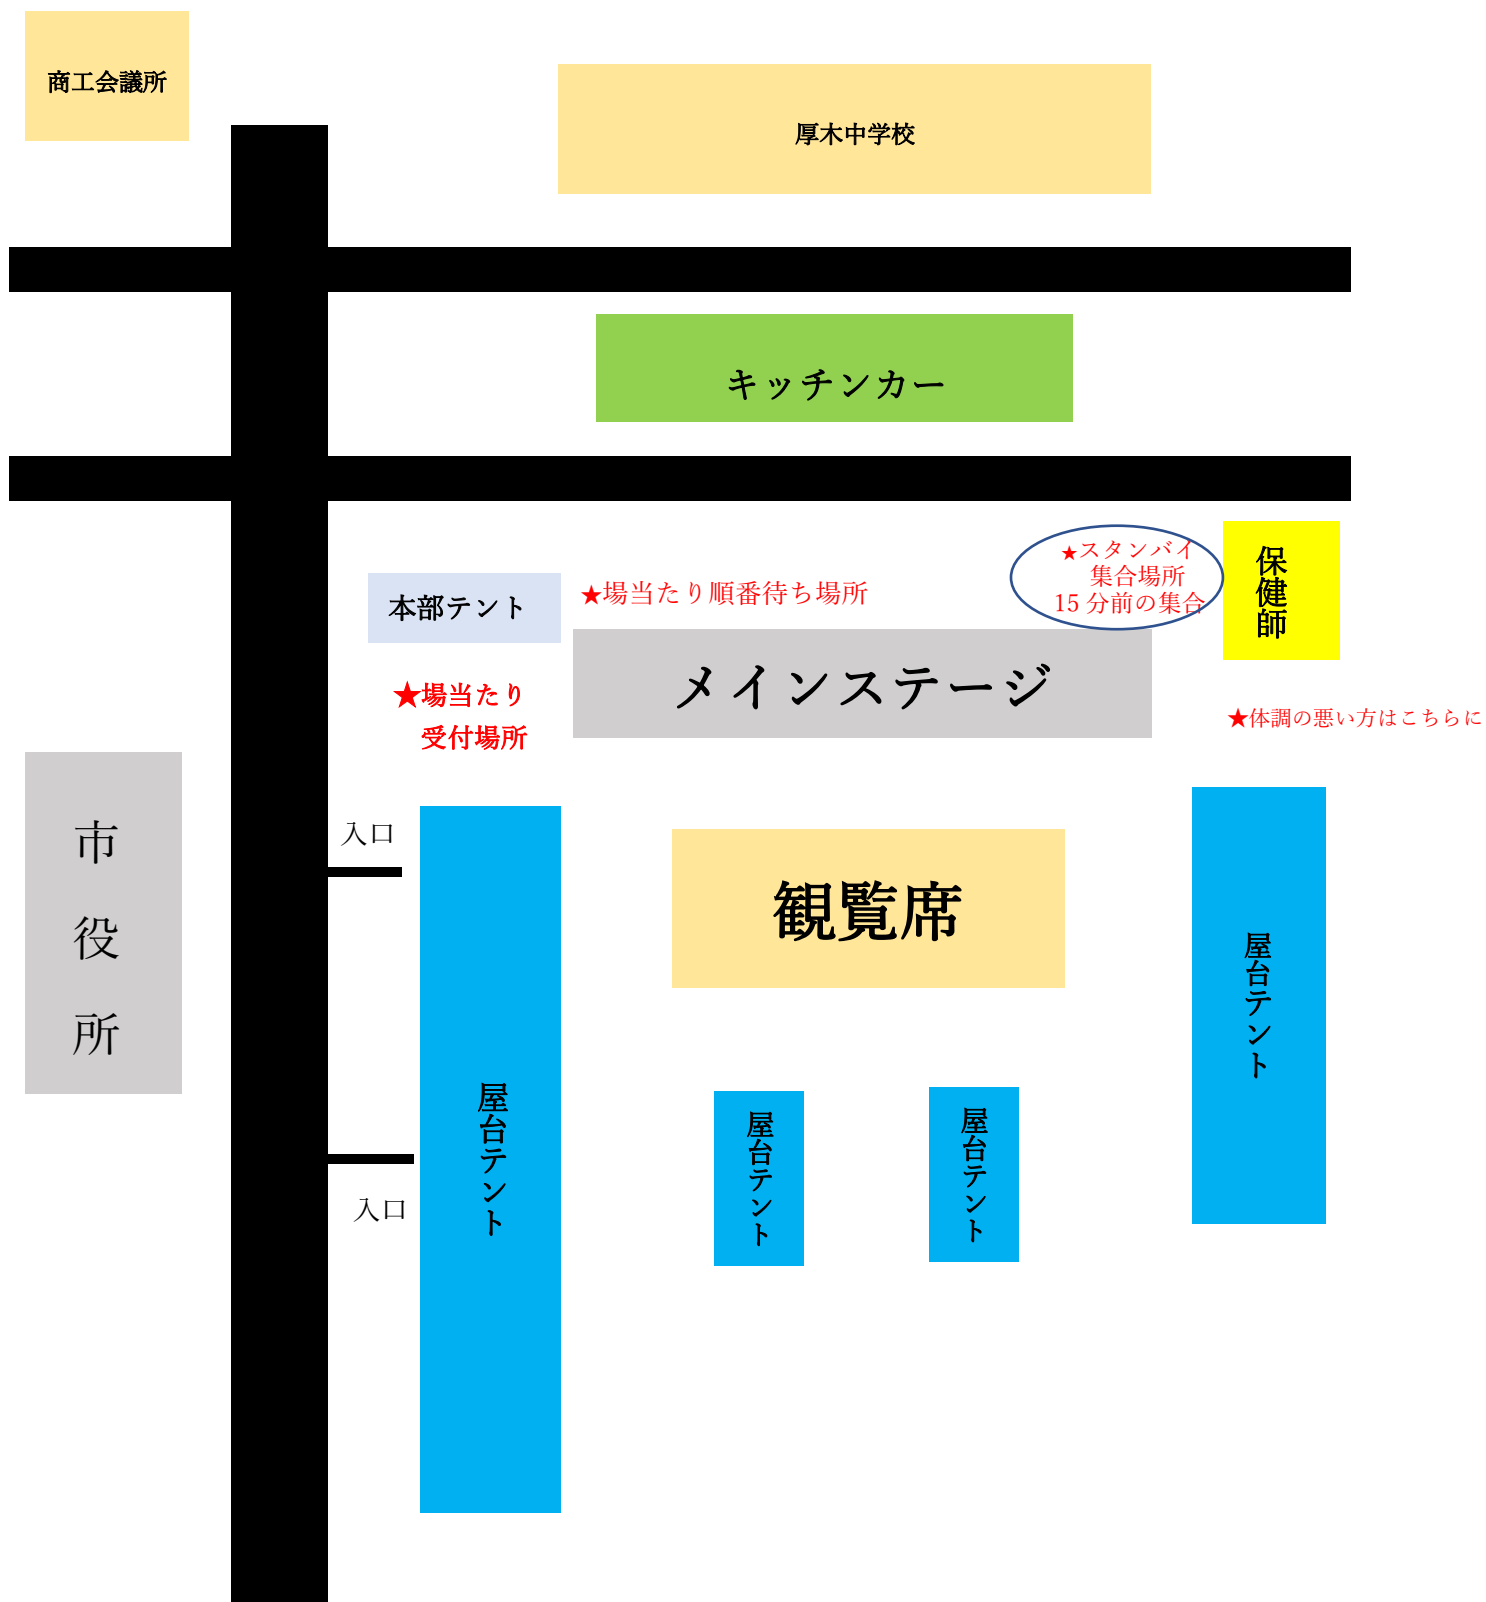 商工会議所
厚木中学校
キッチンカー
★スタンバイ
集合場所
15 分前の集合
保健師
本部テント
★場当たり順番待ち場所
メインステージ
★場当たり
受付場所
★体調の悪い方はこちらに
市役所
入口
観覧席
屋台テント
屋台テント
屋台テント
屋台テント
入口